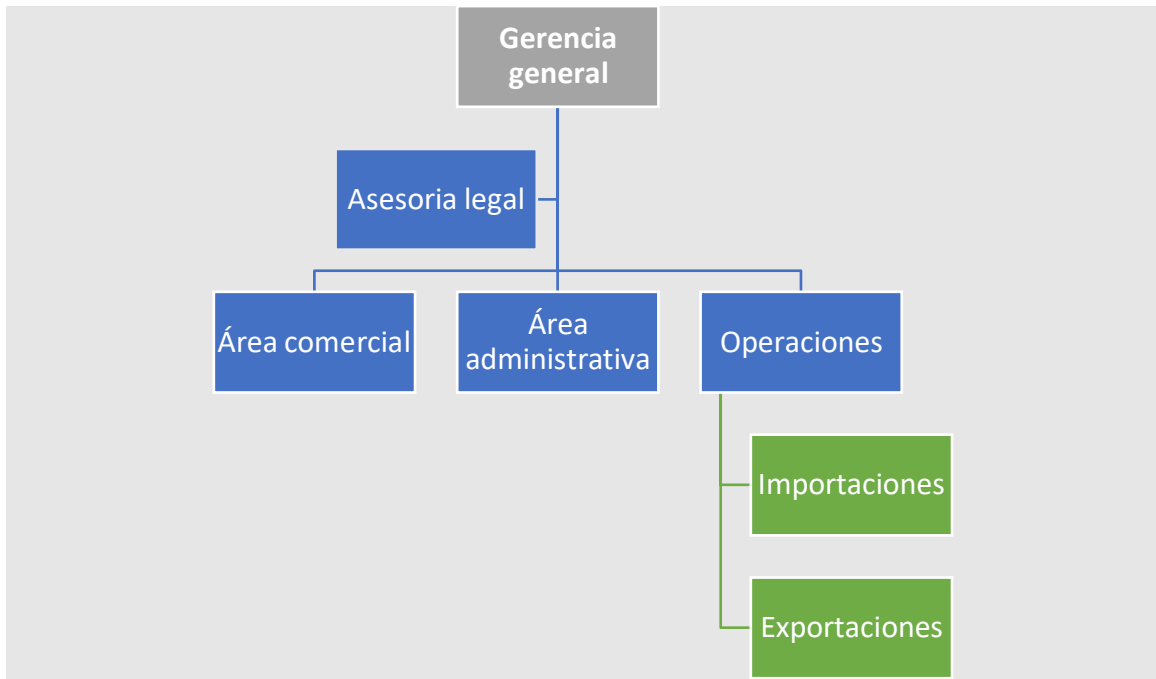 Gerencia
general
Asesoria legal
Área comercial
Área
administrativa
Operaciones
Importaciones
Exportaciones